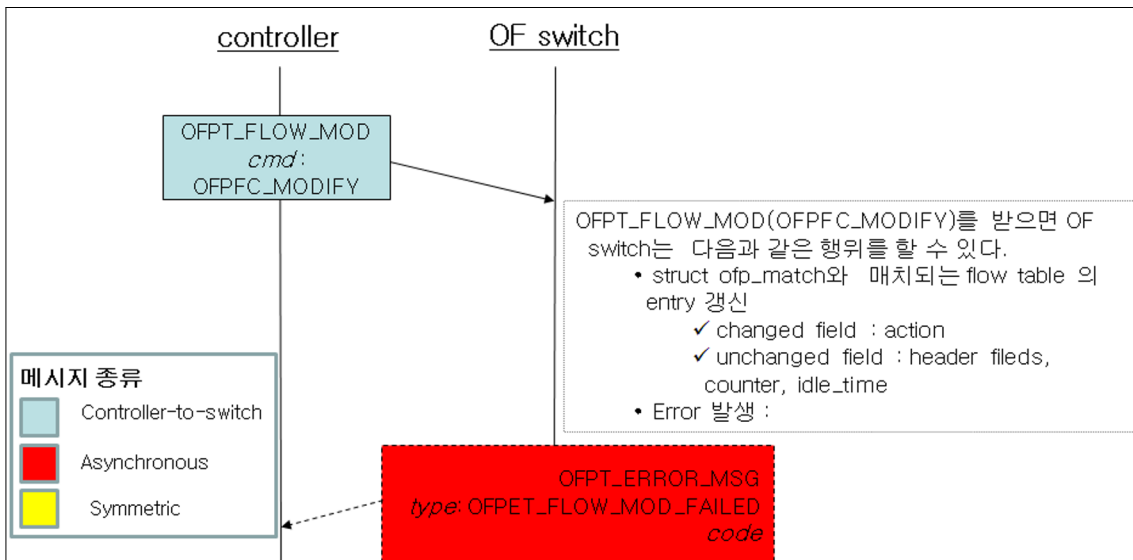 controller
OF switch
OFPT_FLOW_MOD
cmd :
OFPFC_MODIFY
OFPT_FLOW_MOD(OFPFC_MODIFY)를 받으면 OF
switch는 다음과 같은 행위를 할 수 있다.
• struct ofp_match와 매치되는 flow table 의
entry 갱신
✓ changed field : action
✓ unchanged field : header fileds,
counter, idle_time
• Error 발생 :
메시지 종류
Controller-to-switch
Asynchronous
Symmetric
OFPT_ERROR_MSG
type: OFPET_FLOW_MOD_FAILED
code